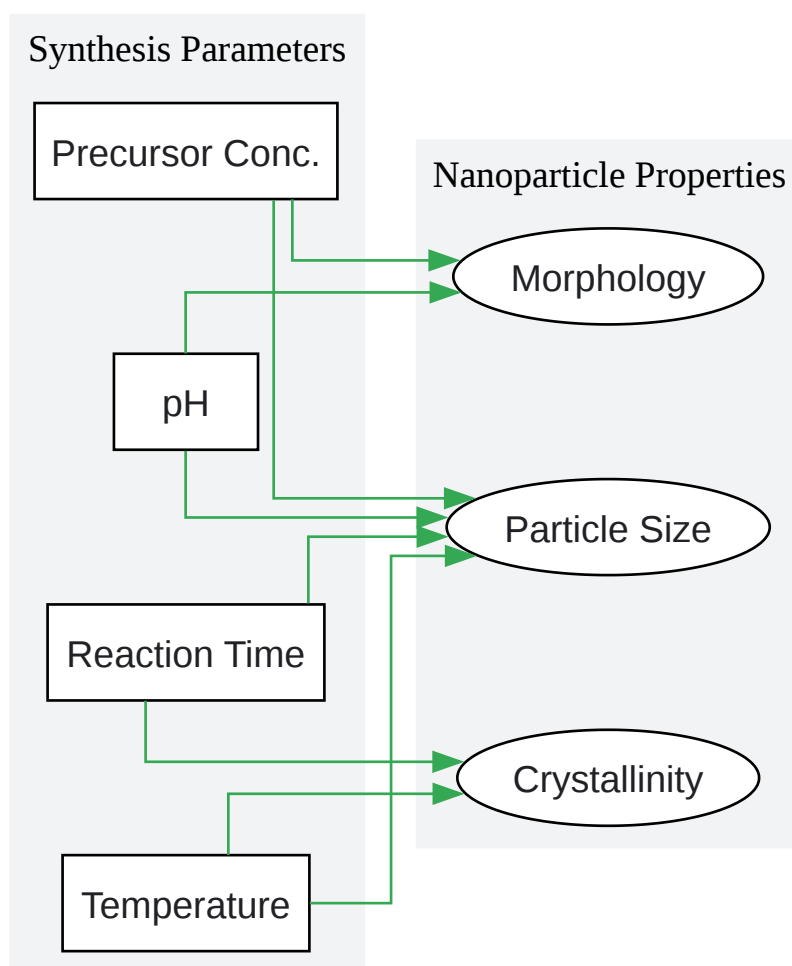 Synthesis Parameters
Precursor Conc.
pH
Reaction Time
Temperature
Nanoparticle Properties
Morphology
Particle Size
Crystallinity